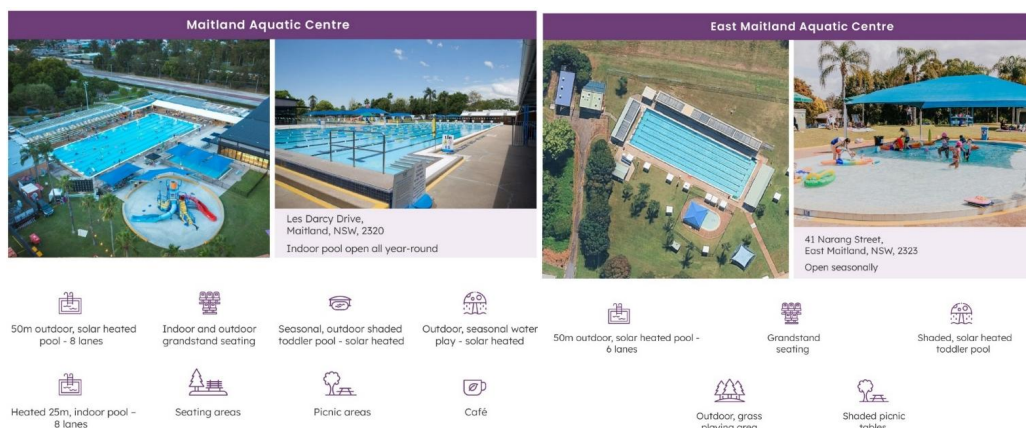 Maitland Aquatic Centre
Les Darcy Drive,
Maitland, NSW, 2320
Indoor pool open all year-round
50m outdoor, solar heated
pool - 8 lanes
Indoor and outdoor
grandstand seating
Seasonal, outdoor shaded
toddler pool - solar heated
Outdoor, seasonal water
play - solar heated
Heated 25m, indoor pool –
8 lanes
Seating areas
Picnic areas
Café
East Maitland Aquatic Centre
41 Narang Street,
East Maitland, NSW, 2323
Open seasonally
50m outdoor, solar heated pool -
6 lanes
Grandstand
seating
Shaded, solar heated
toddler pool
Outdoor, grass
playing area
Shaded picnic
tables